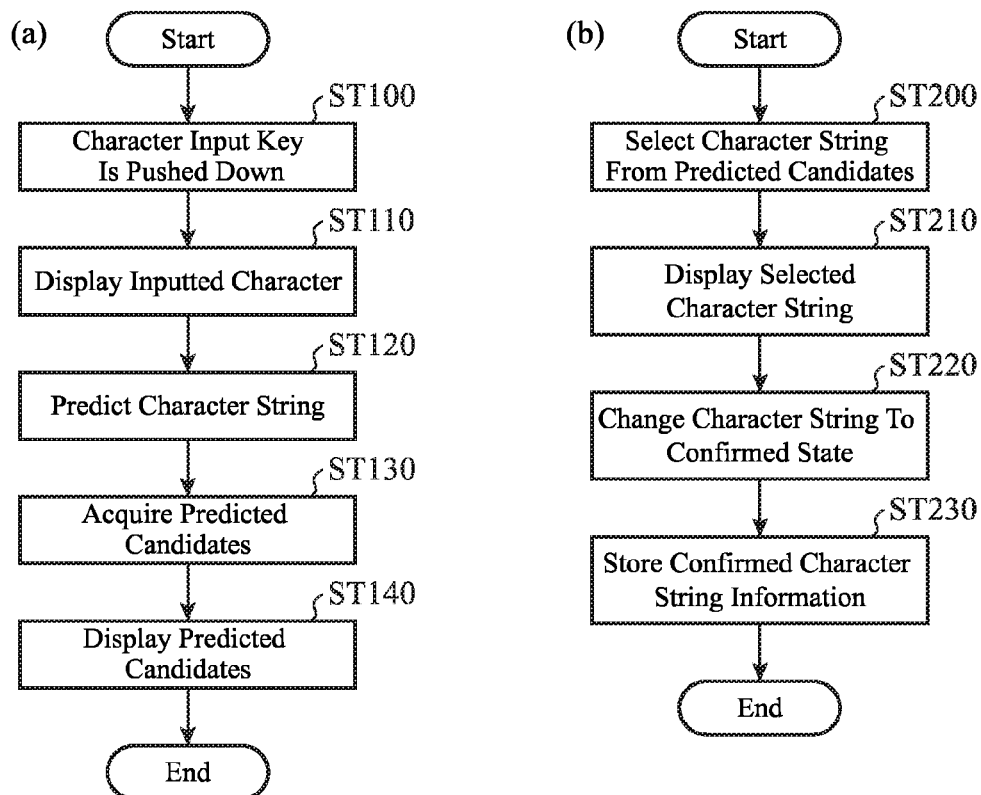 (a)
Start
ST100
Character Input Key
Is Pushed Down
ST110
Display Inputted Character
ST120
Predict Character String
ST130
Acquire Predicted
Candidates
ST140
Display Predicted
Candidates
End
(b)
Start
ST200
Select Character String
From Predicted Candidates
ST210
Display Selected
Character String
ST220
Change Character String To
Confirmed State
ST230
Store Confirmed Character
String Information
End